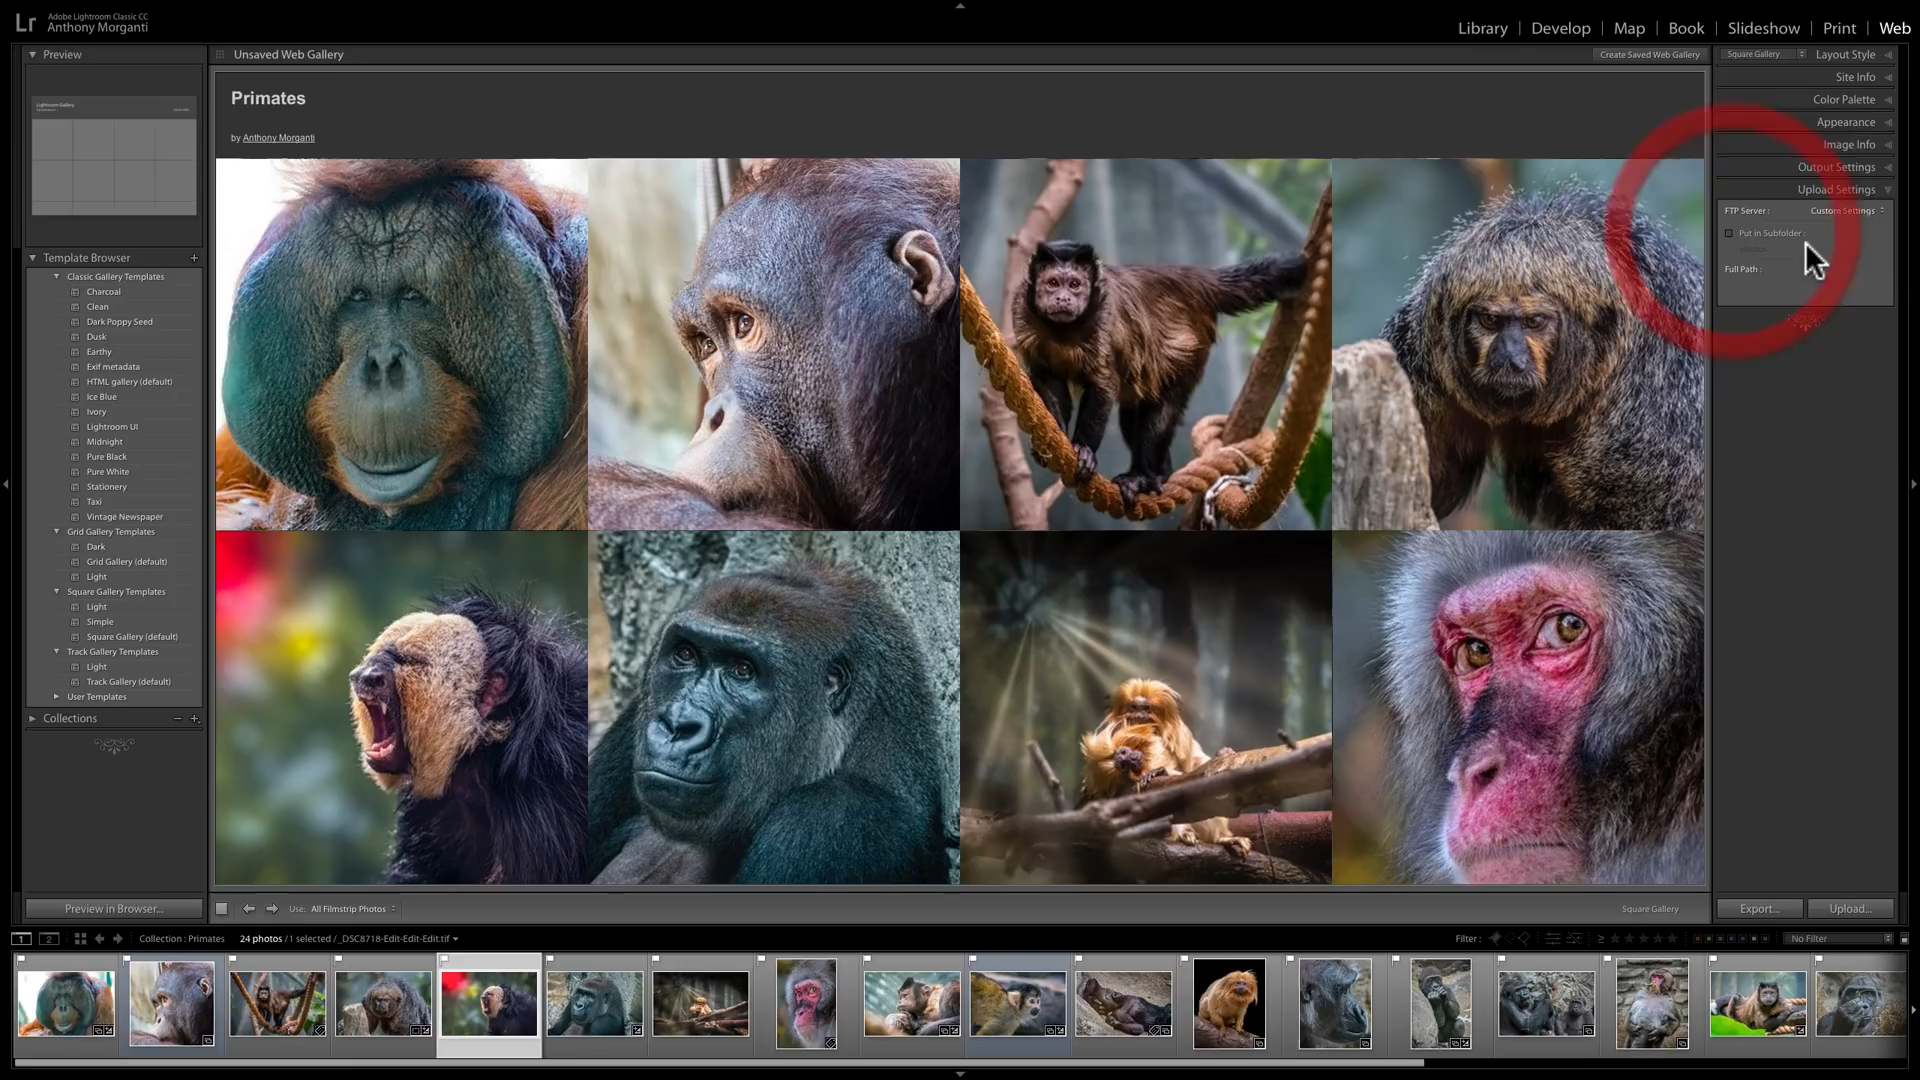 Lr
Adobe Lightroom Classic CC
Anthony Morganti
Library | Develop | Map | Book | Slideshow | Print | Web
Preview
Lightroom Gallery
Unsaved Web Gallery
Create Saved Web Gallery
Primates
by Anthony Morganti
Template Browser
Classic Gallery Templates
Charcoal
Clean
Dark Poppy Seed
Dusk
Earthy
Exif metadata
HTML gallery (default)
Ice Blue
Ivory
Lightroom UI
Midnight
Pure Black
Pure White
Stationery
Taxi
Vintage Newspaper
Grid Gallery Templates
Dark
Grid Gallery (default)
Light
Square Gallery Templates
Light
Simple
Square Gallery (default)
Track Gallery Templates
Light
Track Gallery (default)
User Templates
Collections
Preview in Browser...
Square Gallery
Layout Style
Site Info
Color Palette
Appearance
Image Info
Output Settings
Upload Settings
FTP Server : Custom Settings
Put in Subfolder :
Full Path :
Use: All Filmstrip Photos
Square Gallery
Export...
Upload...
1 2
Collection : Primates
24 photos / 1 selected / _DSC8718-Edit-Edit-Edit.tif
Filter :
No Filter